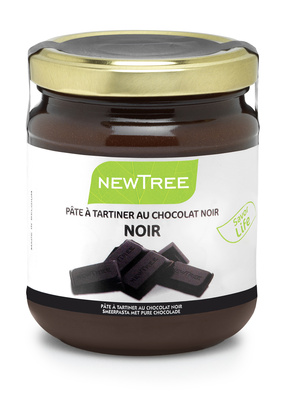 NEWTREE
PÂTE À TARTINER AU CHOCOLAT NOIR
NOIR
Savor
Life
PÂTE À TARTINER AU CHOCOLAT NOIR
SMEERPASTA MET PURE CHOCOLADE